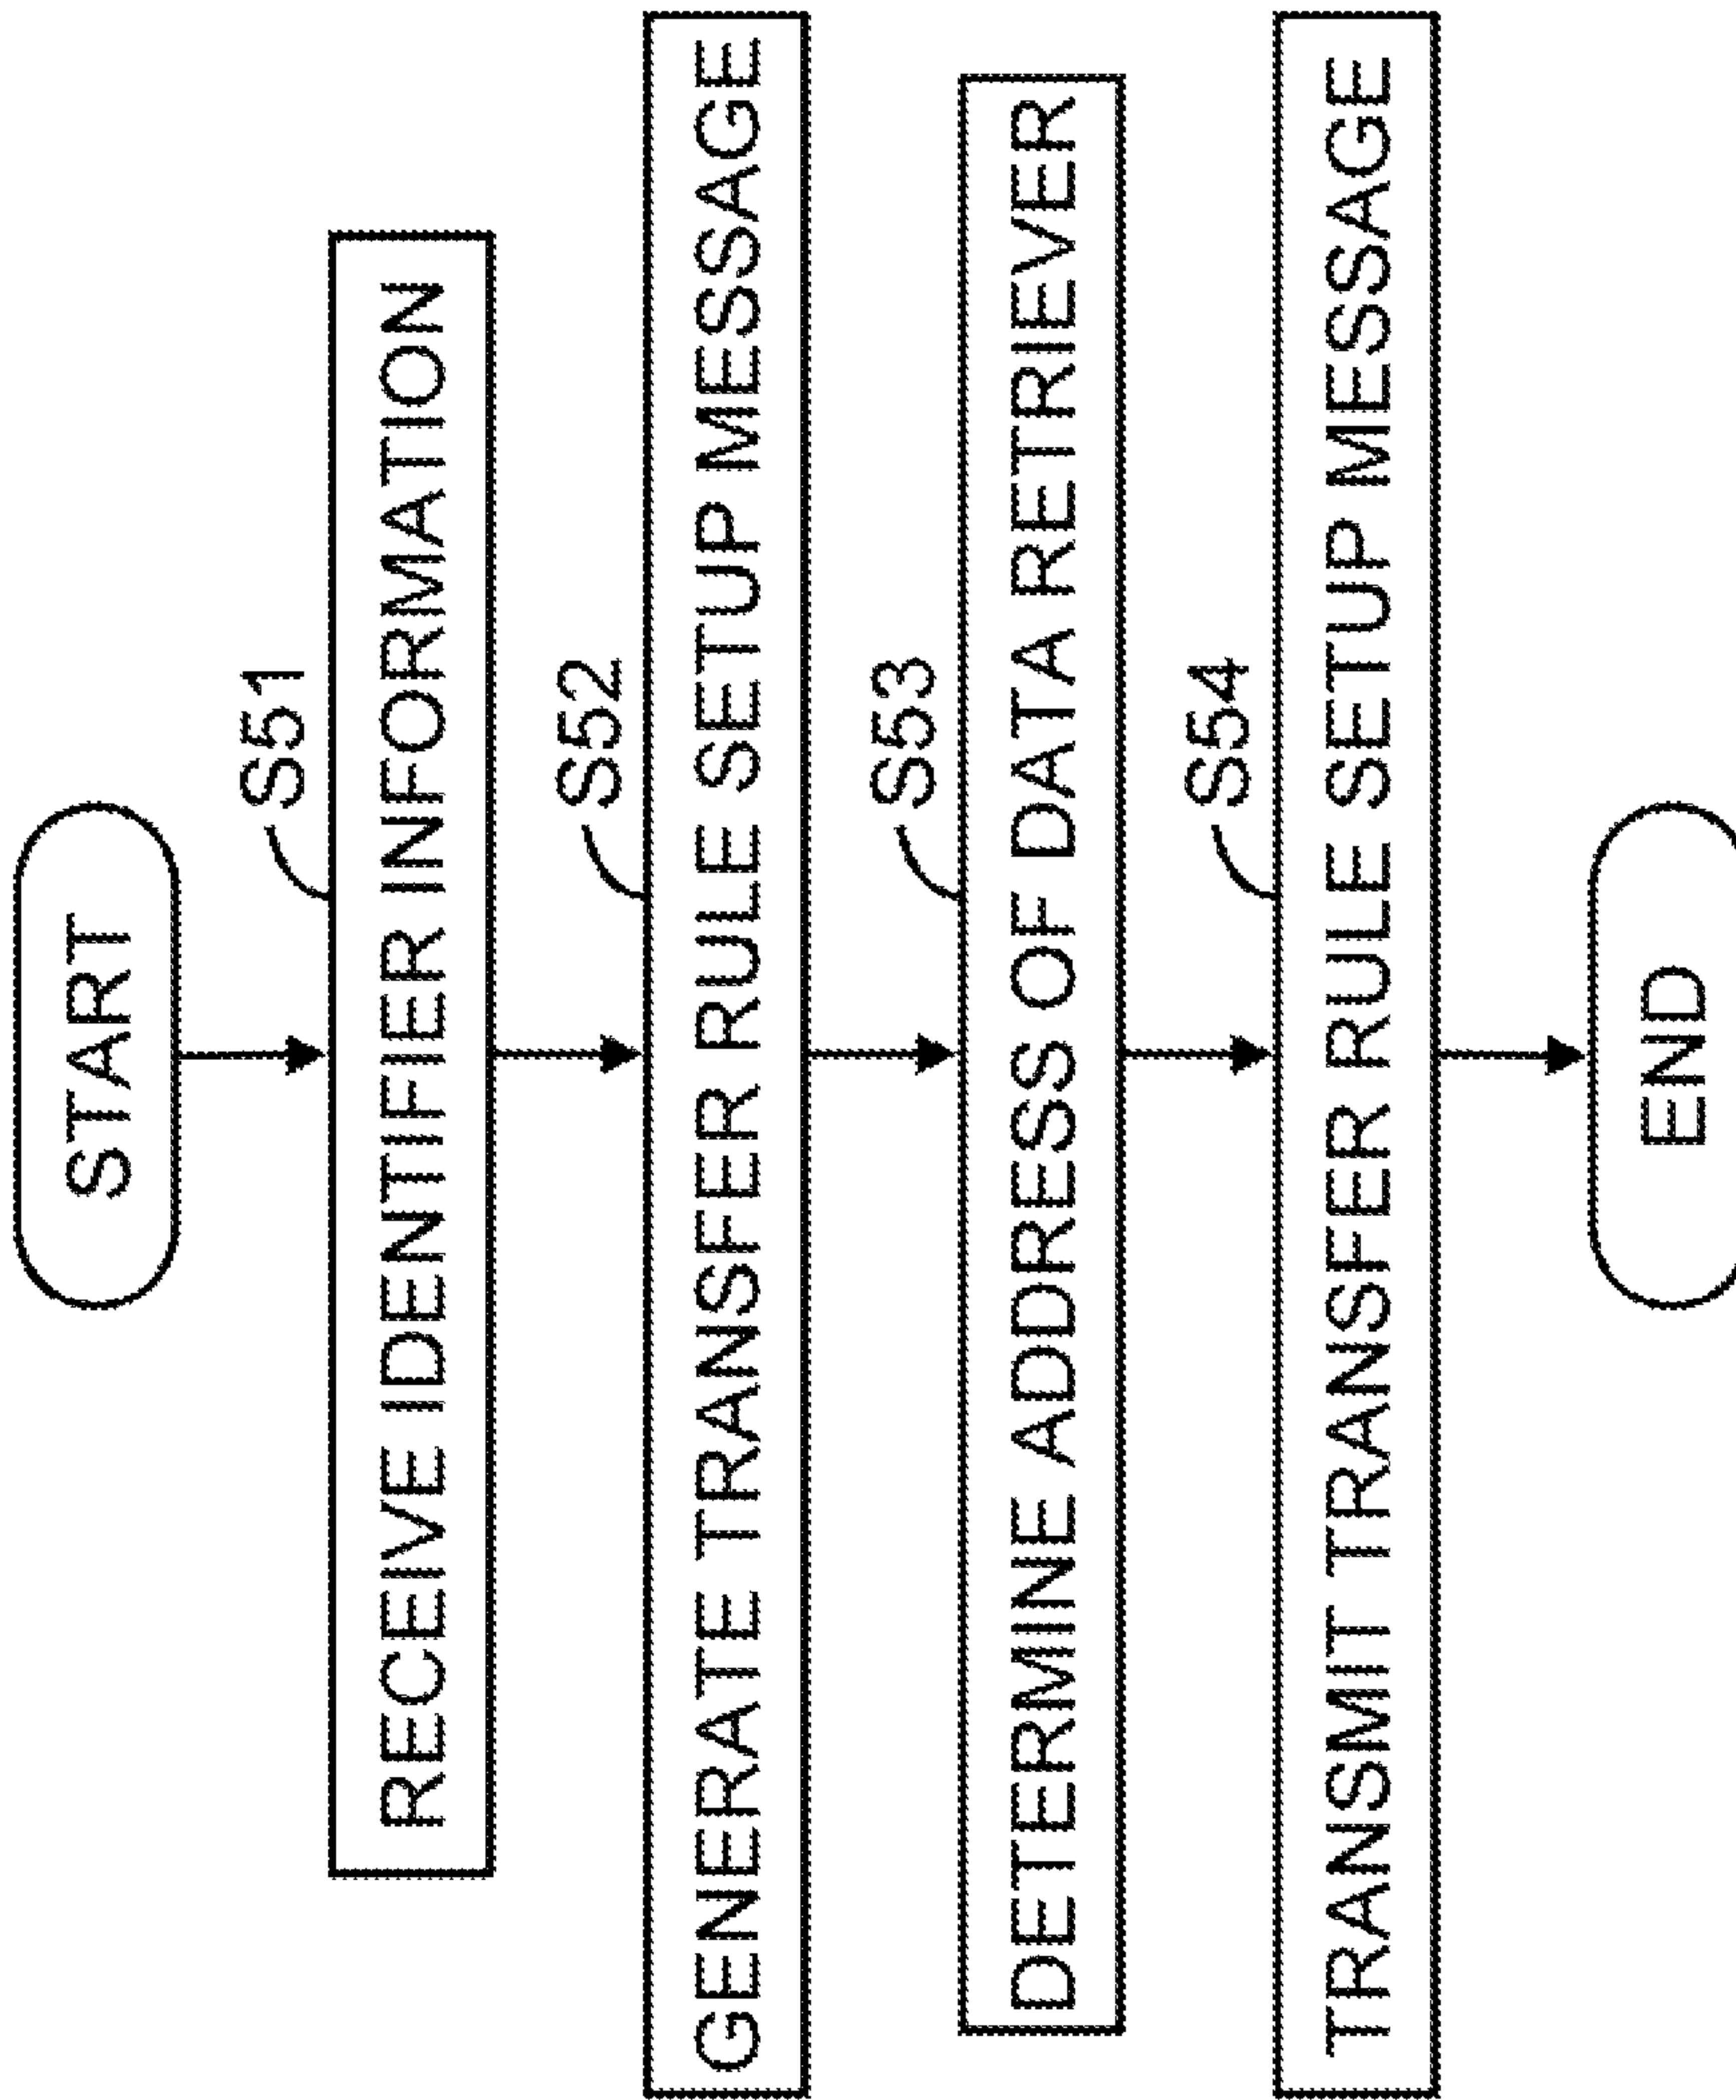 START
S51
RECEIVE IDENTIFIER INFORMATION
S52
GENERATE TRANSFER RULE SETUP MESSAGE
S53
DETERMINE ADDRESS OF DATA RETRIEVER
S54
TRANSMIT TRANSFER RULE SETUP MESSAGE
END